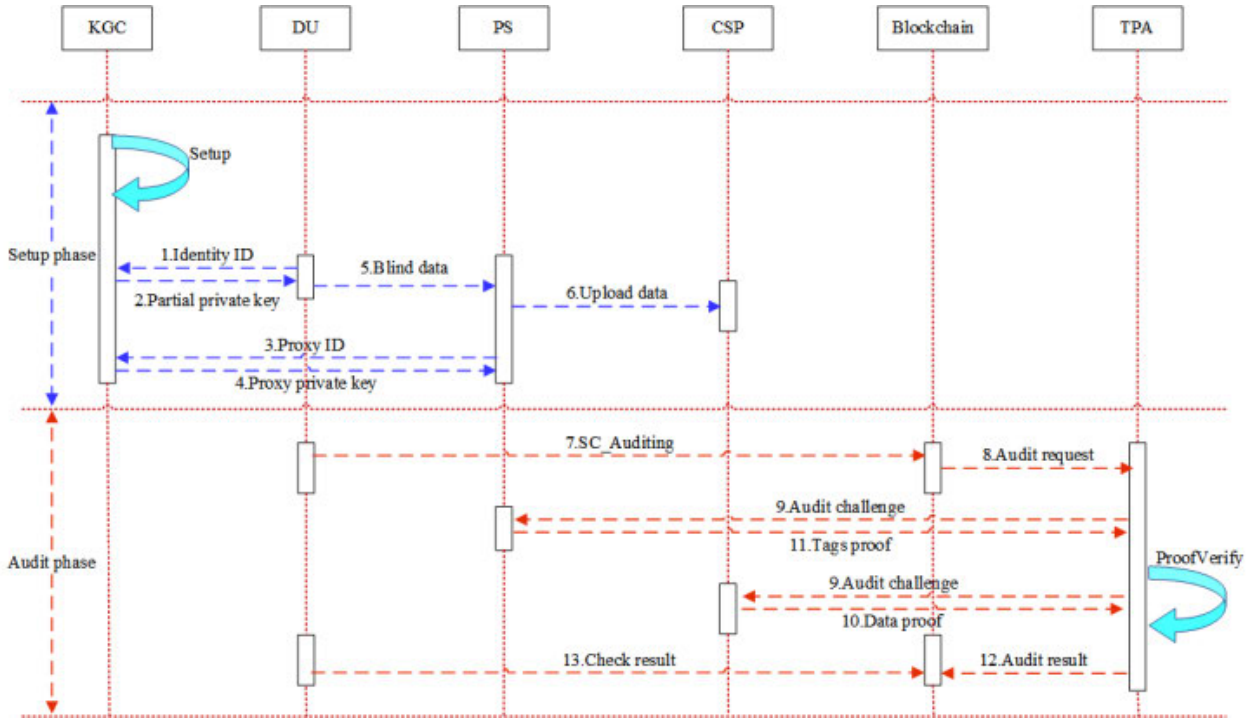 KGC
DU
PS
CSP
Blockchain
TPA
Setup
Setup phase
1.Identity ID
2.Partial private key
5.Blind data
6.Upload data
3.Proxy ID
4.Proxy private key
7.SC_Auditing
8.Audit request
9.Audit challenge
11.Tags proof
Audit phase
ProofVerify
9.Audit challenge
10.Data proof
13.Check result
12.Audit result